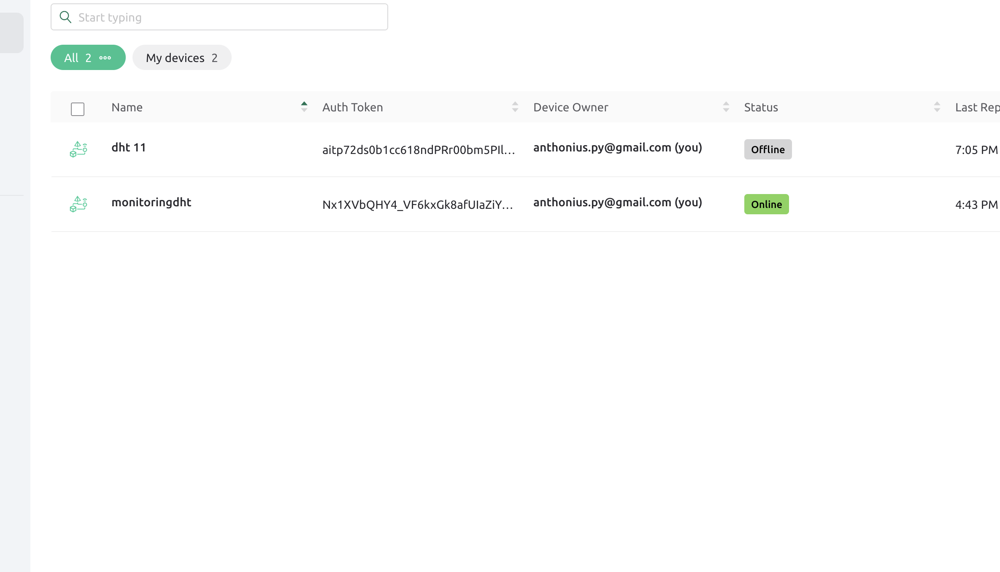 Start typing
All 2
My devices 2
Name Auth Token Device Owner Status Last Rep
dht 11 aitp72ds0b1cc618ndPRr00bm5PIl... anthonius.py@gmail.com (you) Offline 7:05 PM
monitoringdht Nx1XVbQHY4_VF6kxGk8afUIaZiY... anthonius.py@gmail.com (you) Online 4:43 PM